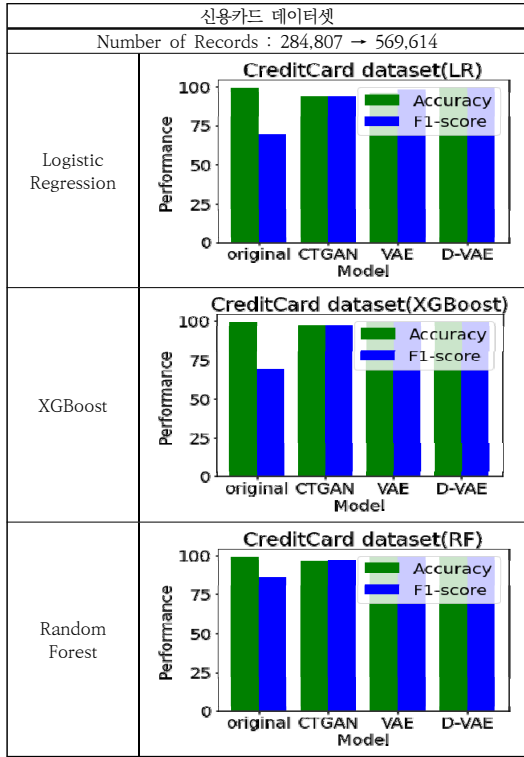 신용카드 데이터셋
Number of Records : 284,807 → 569,614
Logistic
Regression
CreditCard dataset(LR)
Performance
100
75
50
25
0
Accuracy
F1-score
original CTGAN VAE D-VAE
Model
XGBoost
CreditCard dataset(XGBoost)
Performance
100
75
50
25
0
Accuracy
F1-score
original CTGAN VAE D-VAE
Model
Random
Forest
CreditCard dataset(RF)
Performance
100
75
50
25
0
Accuracy
F1-score
original CTGAN VAE D-VAE
Model